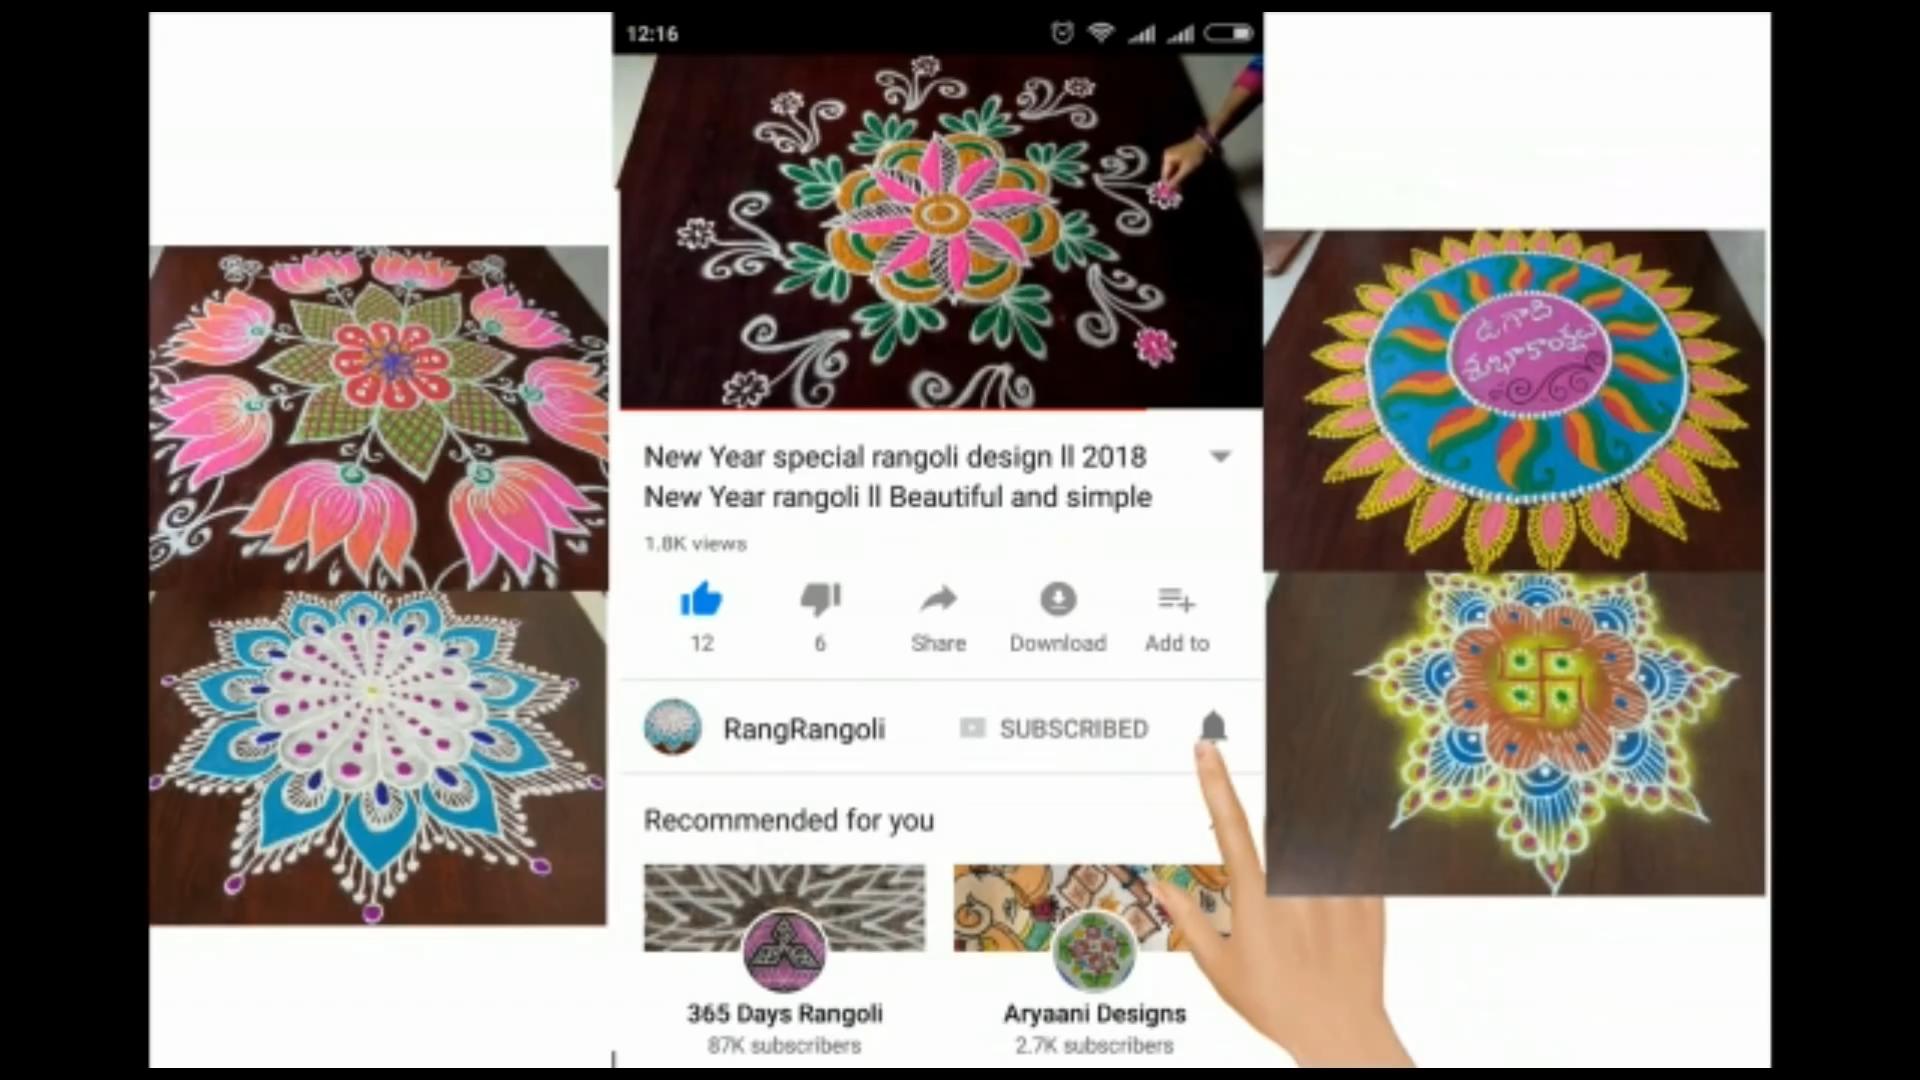 12:16
ఉగాది
శుభాకాంక్షలు
New Year special rangoli design ll 2018
New Year rangoli ll Beautiful and simple
1.8K views
12
6
Share
Download
Add to
RangRangoli
SUBSCRIBED
Recommended for you
365 Days Rangoli
87K subscribers
Aryaani Designs
2.7K subscribers